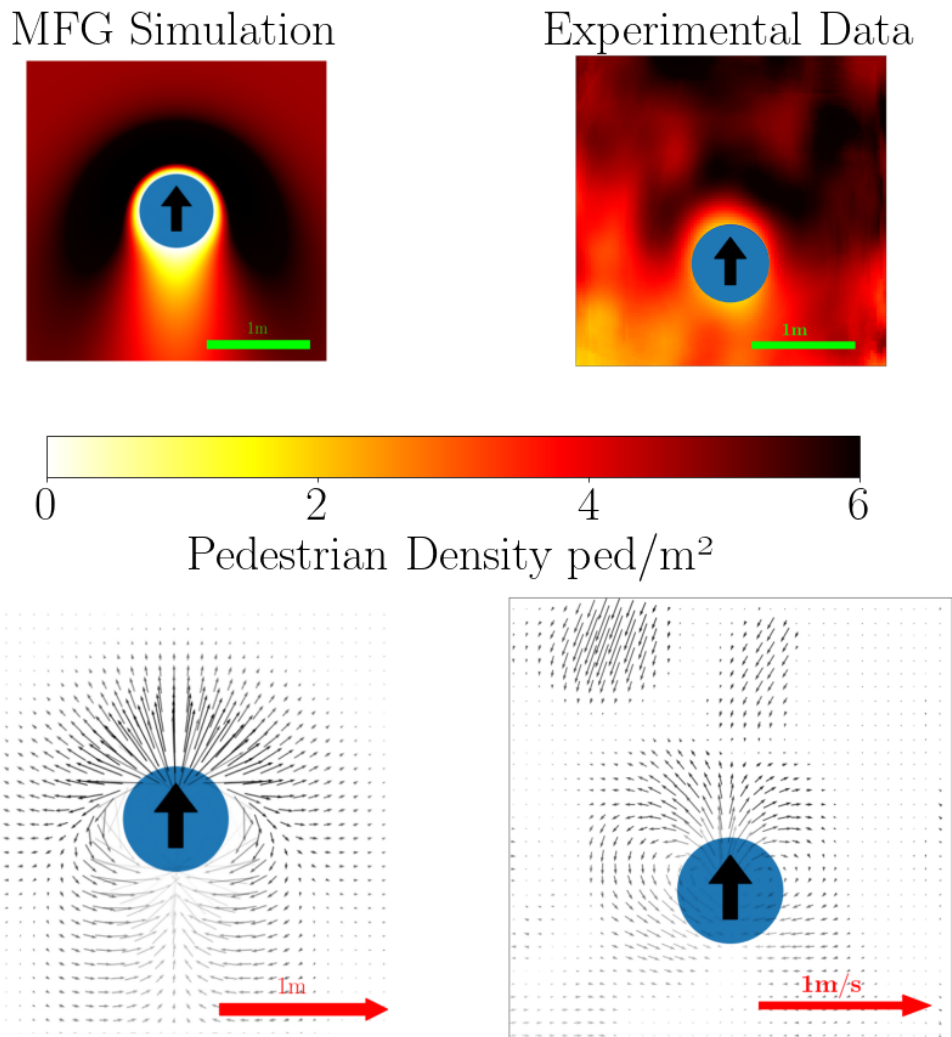 MFG Simulation
Experimental Data
1m
1m
0 2 4 6
Pedestrian Density ped/m²
1m
1m/s